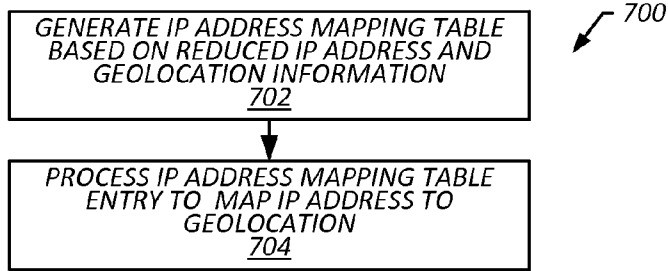 700
GENERATE IP ADDRESS MAPPING TABLE
BASED ON REDUCED IP ADDRESS AND
GEOLOCATION INFORMATION
702
PROCESS IP ADDRESS MAPPING TABLE
ENTRY TO MAP IP ADDRESS TO
GEOLOCATION
704